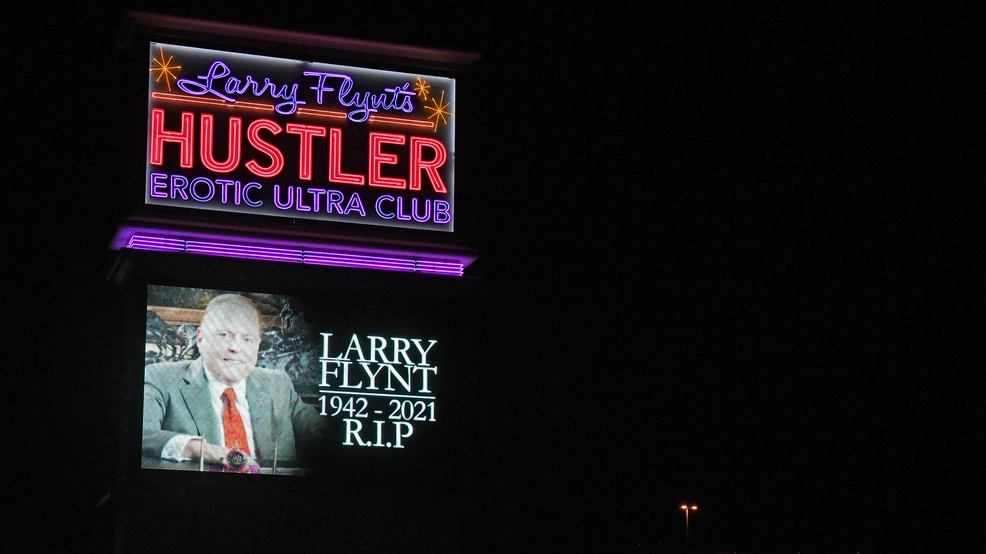 Larry Flynt's
HUSTLER
EROTIC ULTRA CLUB
LARRY
FLYNT
1942 - 2021
R.I.P